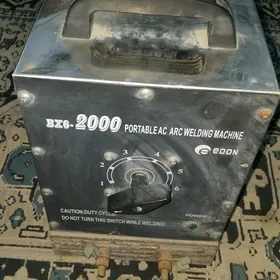 BX6-2000 PORTABLE AC ARC WELDING MACHINE
EDON
1 2 3 4 5 6
CAUTION:DUTY CYCLE
POWER
DO NOT TURN THIS SWITCH WHILE WELDING!